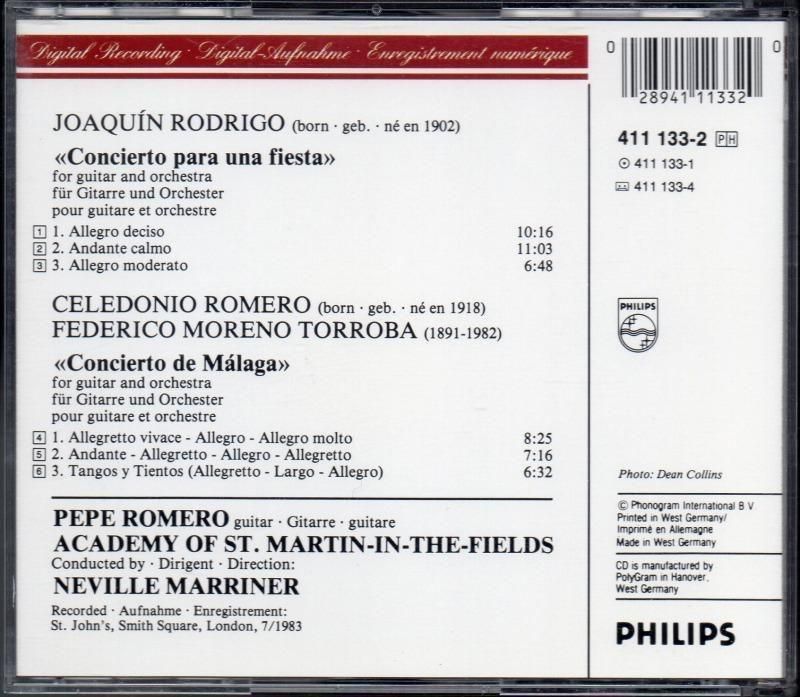 Digital Recording · Digital-Aufnahme · Enregistrement numérique
JOAQUÍN RODRIGO (born · geb. · né en 1902)
«Concierto para una fiesta»
for guitar and orchestra
für Gitarre und Orchester
pour guitare et orchestre
1 1. Allegro deciso 10:16
2 2. Andante calmo 11:03
3 3. Allegro moderato 6:48
CELEDONIO ROMERO (born · geb. · né en 1918)
FEDERICO MORENO TORROBA (1891-1982)
«Concierto de Málaga»
for guitar and orchestra
für Gitarre und Orchester
pour guitare et orchestre
4 1. Allegretto vivace - Allegro - Allegro molto 8:25
5 2. Andante - Allegretto - Allegro - Allegretto 7:16
6 3. Tangos y Tientos (Allegretto - Largo - Allegro) 6:32
PEPE ROMERO guitar · Gitarre · guitare
ACADEMY OF ST. MARTIN-IN-THE-FIELDS
Conducted by · Dirigent · Direction:
NEVILLE MARRINER
Recorded · Aufnahme · Enregistrement:
St. John's, Smith Square, London, 7/1983
0 28941 11332 0
411 133-2 PH
411 133-1
411 133-4
PHILIPS
Photo: Dean Collins
© Phonogram International B V
Printed in West Germany/
Imprimé en Allemagne
Made in West Germany
CD is manufactured by
PolyGram in Hanover,
West Germany
PHILIPS